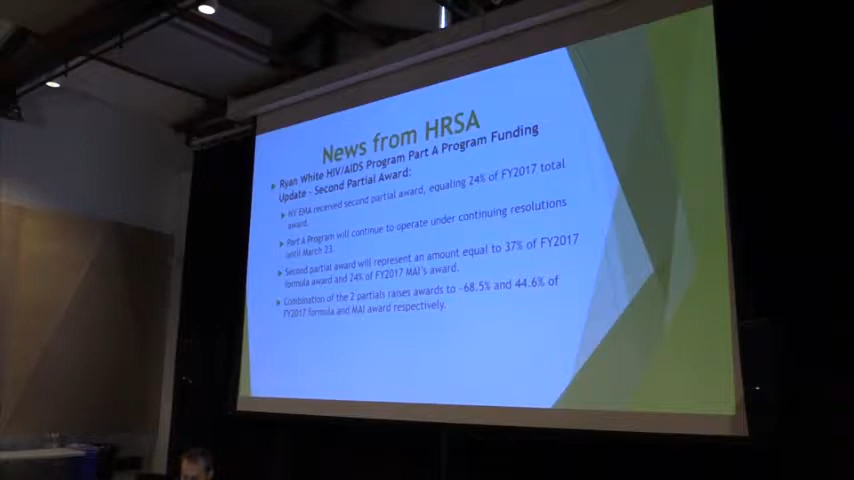 News from HRSA
Ryan White HIV/AIDS Program Part A Program Funding
Update - Second Partial Award:
NY EMA received second partial award, equaling 24% of FY2017 total
award.
Part A Program will continue to operate under continuing resolutions
until March 23.
Second partial award will represent an amount equal to 37% of FY2017
formula award and 24% of FY2017 MAI's award.
Combination of the 2 partials raises awards to ~68.5% and 44.6% of
FY2017 formula and MAI award respectively.